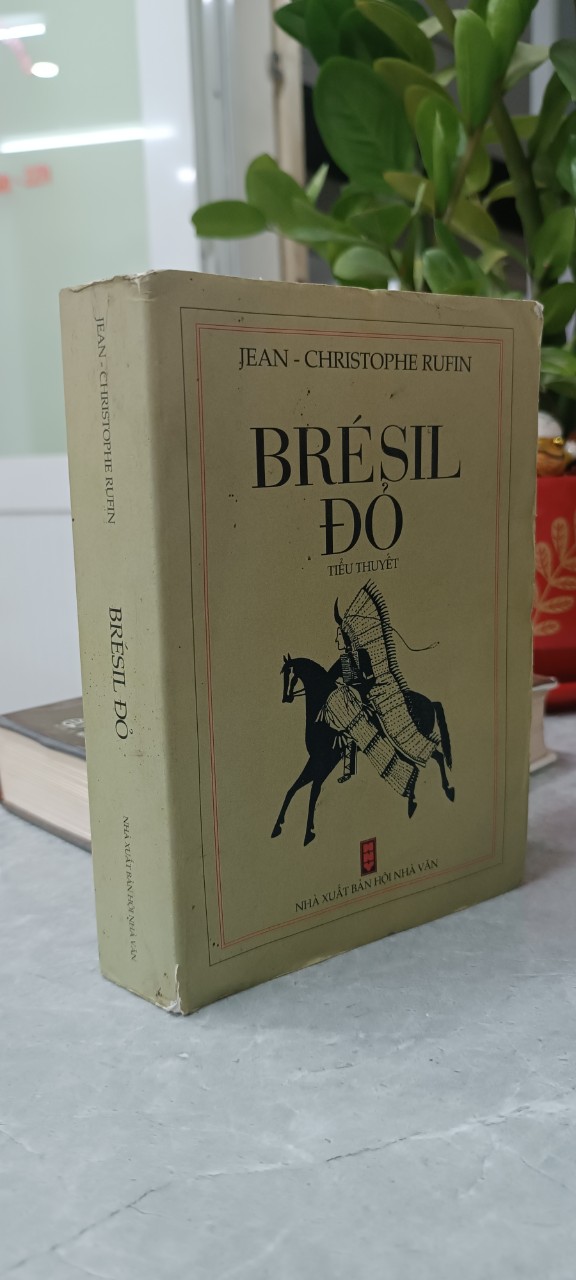 JEAN - CHRISTOPHE RUFIN
BRÉSIL ĐỎ
NHÀ XUẤT BẢN HỘI NHÀ VĂN
JEAN - CHRISTOPHE RUFIN
BRÉSIL
ĐỎ
TIỂU THUYẾT
NHÀ XUẤT BẢN HỘI NHÀ VĂN